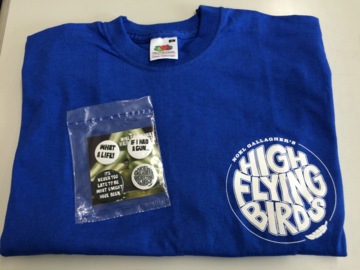 NOEL GALLAGHER'S
HIGH
FLYING
BIRDS
WHAT
A LIFE!
IF I HAD
A GUN...
IT'S
NEVER TOO
LATE TO BE
WHAT U MIGHT
HAVE BEEN